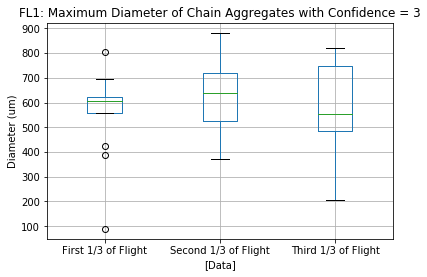 FL1: Maximum Diameter of Chain Aggregates with Confidence = 3
900
800
700
600
500
400
300
200
100
Diameter (um)
First 1/3 of Flight Second 1/3 of Flight Third 1/3 of Flight
[Data]